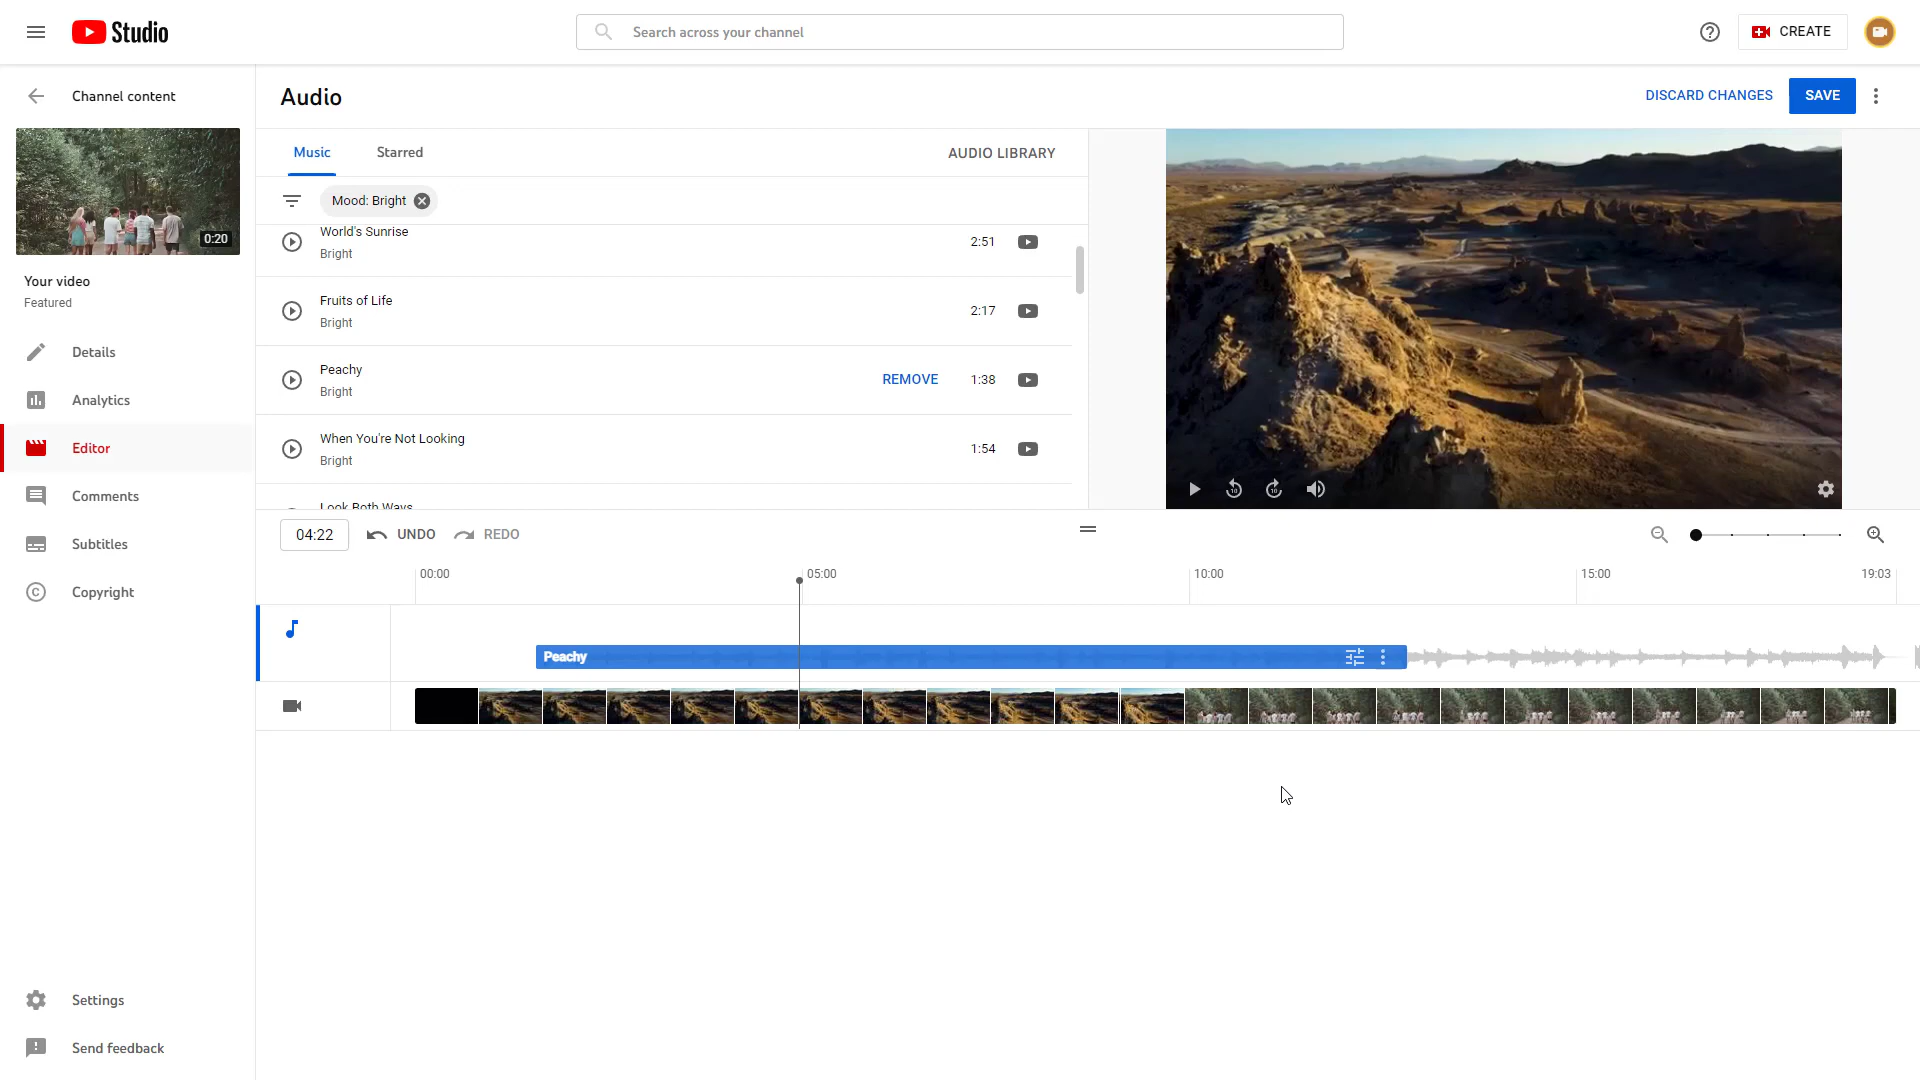 Studio
Search across your channel
CREATE
Channel content
Audio
DISCARD CHANGES
SAVE
0:20
Your video
Featured
Details
Analytics
Editor
Comments
Subtitles
Copyright
Settings
Send feedback
Music
Starred
AUDIO LIBRARY
Mood: Bright
World's Sunrise
Bright
2:51
Fruits of Life
Bright
2:17
Peachy
Bright
REMOVE
1:38
When You're Not Looking
Bright
1:54
Look Both Ways
10
10
04:22
UNDO
REDO
00:00
05:00
10:00
15:00
19:03
Peachy